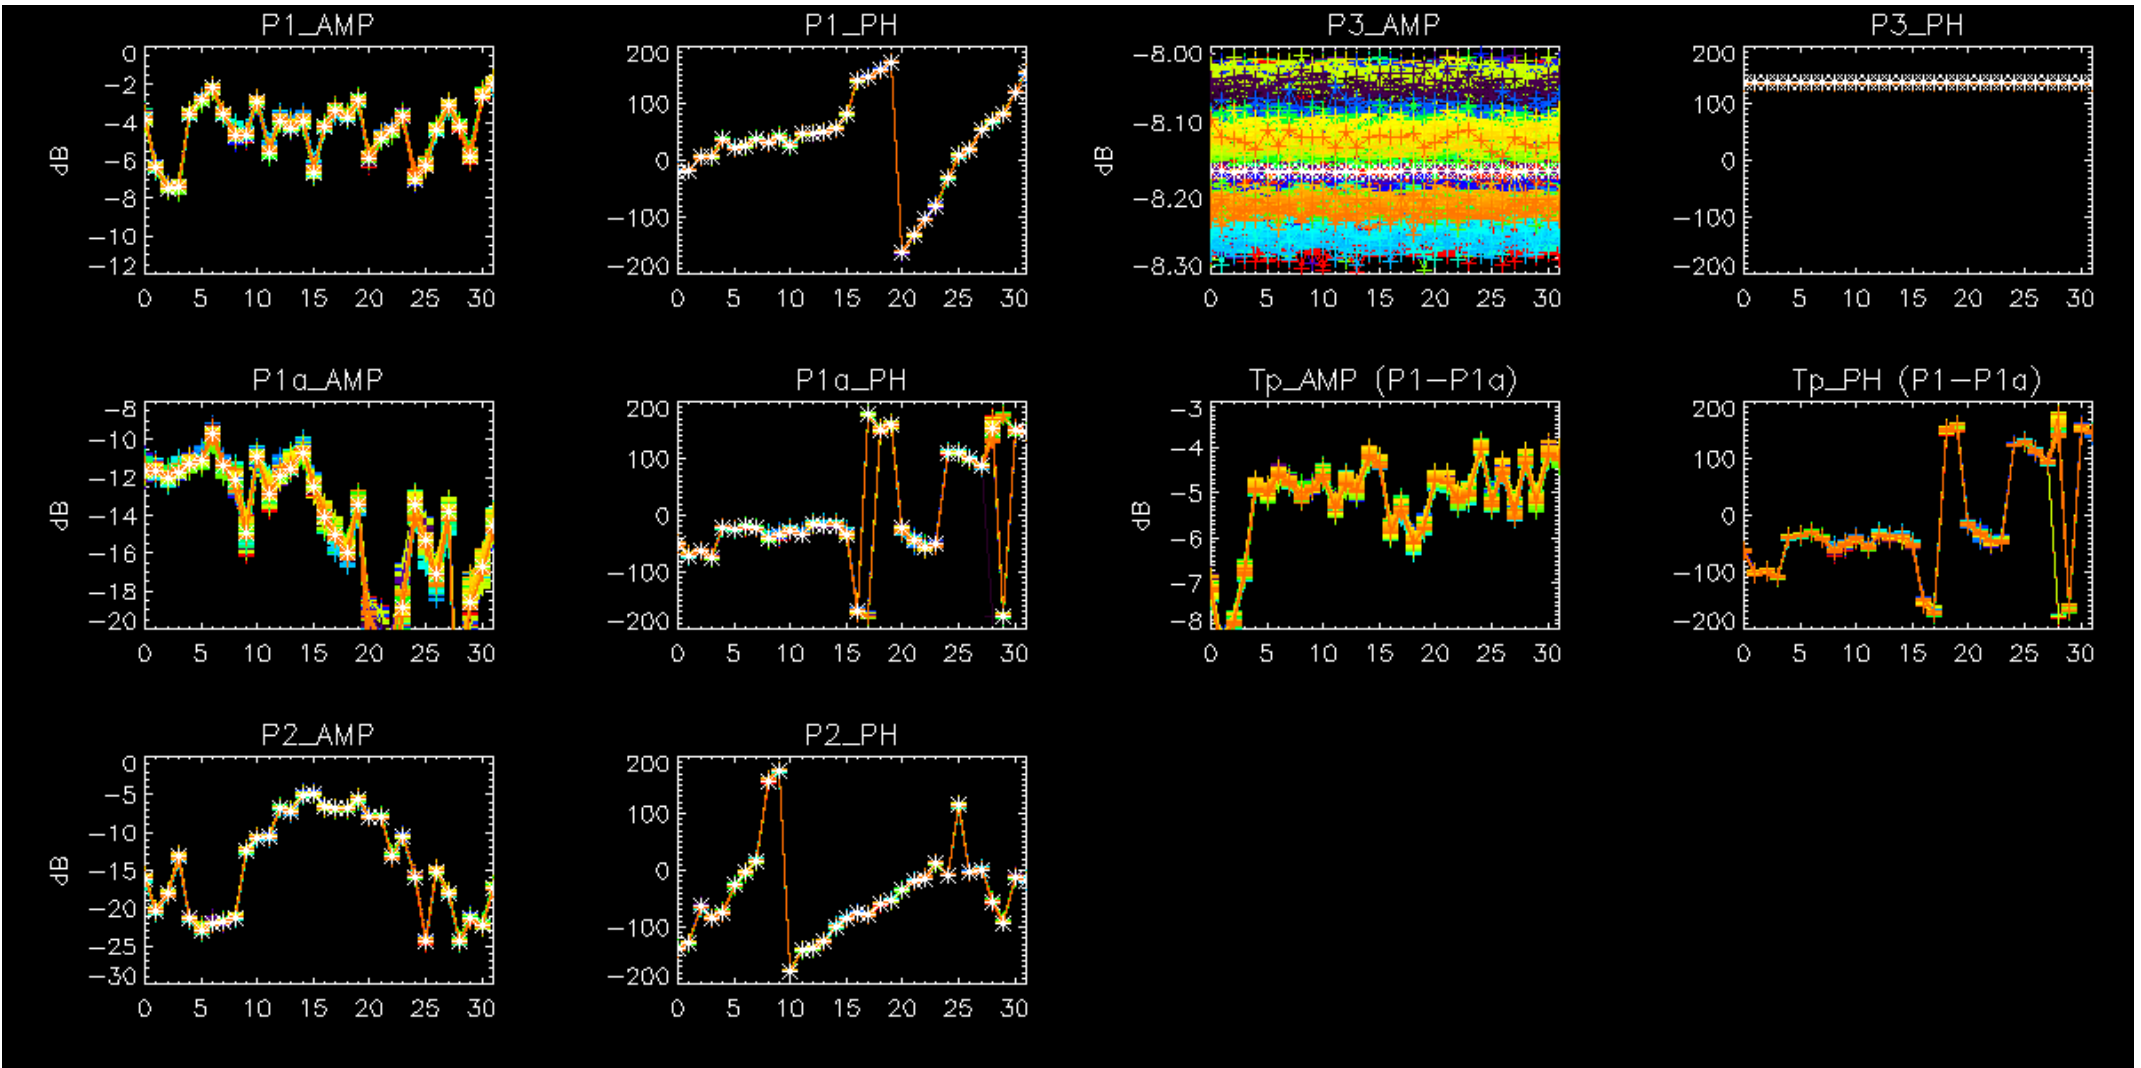 P1_AMP
P1_PH
P3_AMP
P3_PH
0
−2
−4
−6
−8
−10
−12
dB
0 5 10 15 20 25 30
200
100
0
−100
−200
0 5 10 15 20 25 30
−8.00
−8.10
−8.20
−8.30
dB
0 5 10 15 20 25 30
200
100
0
−100
−200
0 5 10 15 20 25 30
P1a_AMP
P1a_PH
Tp_AMP (P1−P1a)
Tp_PH (P1−P1a)
−8
−10
−12
−14
−16
−18
−20
dB
0 5 10 15 20 25 30
200
100
0
−100
−200
0 5 10 15 20 25 30
−3
−4
−5
−6
−7
−8
dB
0 5 10 15 20 25 30
200
100
0
−100
−200
0 5 10 15 20 25 30
P2_AMP
P2_PH
0
−5
−10
−15
−20
−25
−30
dB
0 5 10 15 20 25 30
200
100
0
−100
−200
0 5 10 15 20 25 30